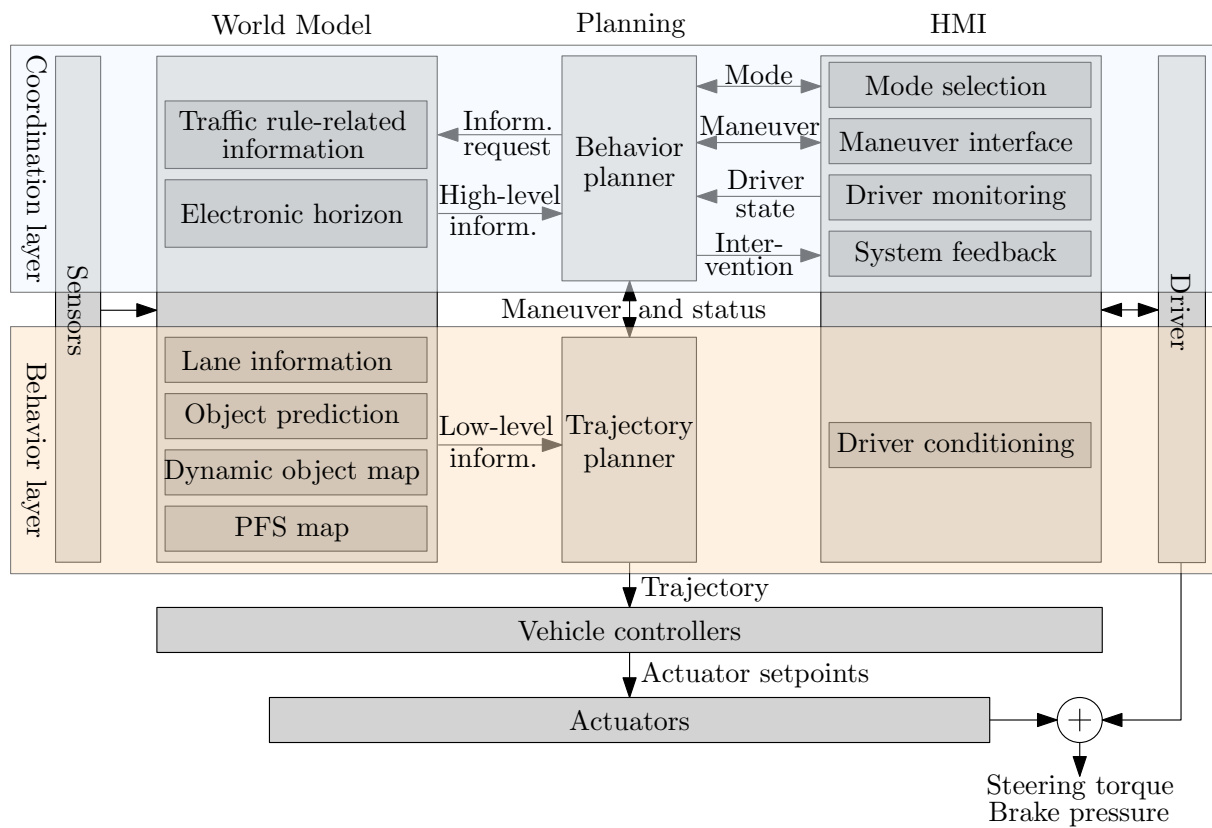 World Model
Planning
HMI
Coordination layer
Sensors
Traffic rule-related
information
Electronic horizon
Inform.
request
High-level
inform.
Behavior
planner
Mode
Maneuver
Driver
state
Inter-
vention
Mode selection
Maneuver interface
Driver monitoring
System feedback
Driver
Maneuver and status
Behavior layer
Lane information
Object prediction
Dynamic object map
PFS map
Low-level
inform.
Trajectory
planner
Driver conditioning
Trajectory
Vehicle controllers
Actuator setpoints
Actuators
+
Steering torque
Brake pressure